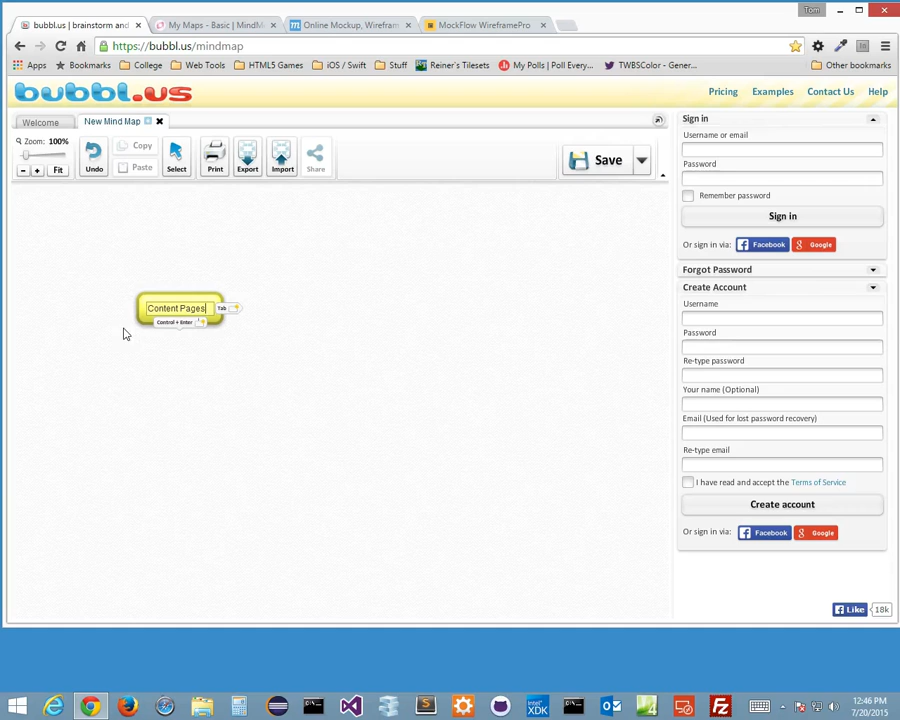 bubbl.us | brainstorm and
My Maps - Basic | MindM
Online Mockup, Wirefram
MockFlow WireframePro
Tom
https://bubbl.us/mindmap
Apps
Bookmarks
College
Web Tools
HTML5 Games
iOS / Swift
Stuff
Reiner's Tilesets
My Polls | Poll Every...
TWBSColor - Gener...
Other bookmarks
bubbl.us
Pricing
Examples
Contact Us
Help
Welcome
New Mind Map
Zoom: 100%
Fit
Undo
Copy
Paste
Select
Print
Export
Import
Share
Save
Content Pages
Tab
Control + Enter
Sign in
Username or email
Password
Remember password
Sign in
Or sign in via:
Facebook
Google
Forgot Password
Create Account
Username
Password
Re-type password
Your name (Optional)
Email (Used for lost password recovery)
Re-type email
I have read and accept the Terms of Service
Create account
Or sign in via:
Facebook
Google
Like
18k
12:46 PM
7/20/2015